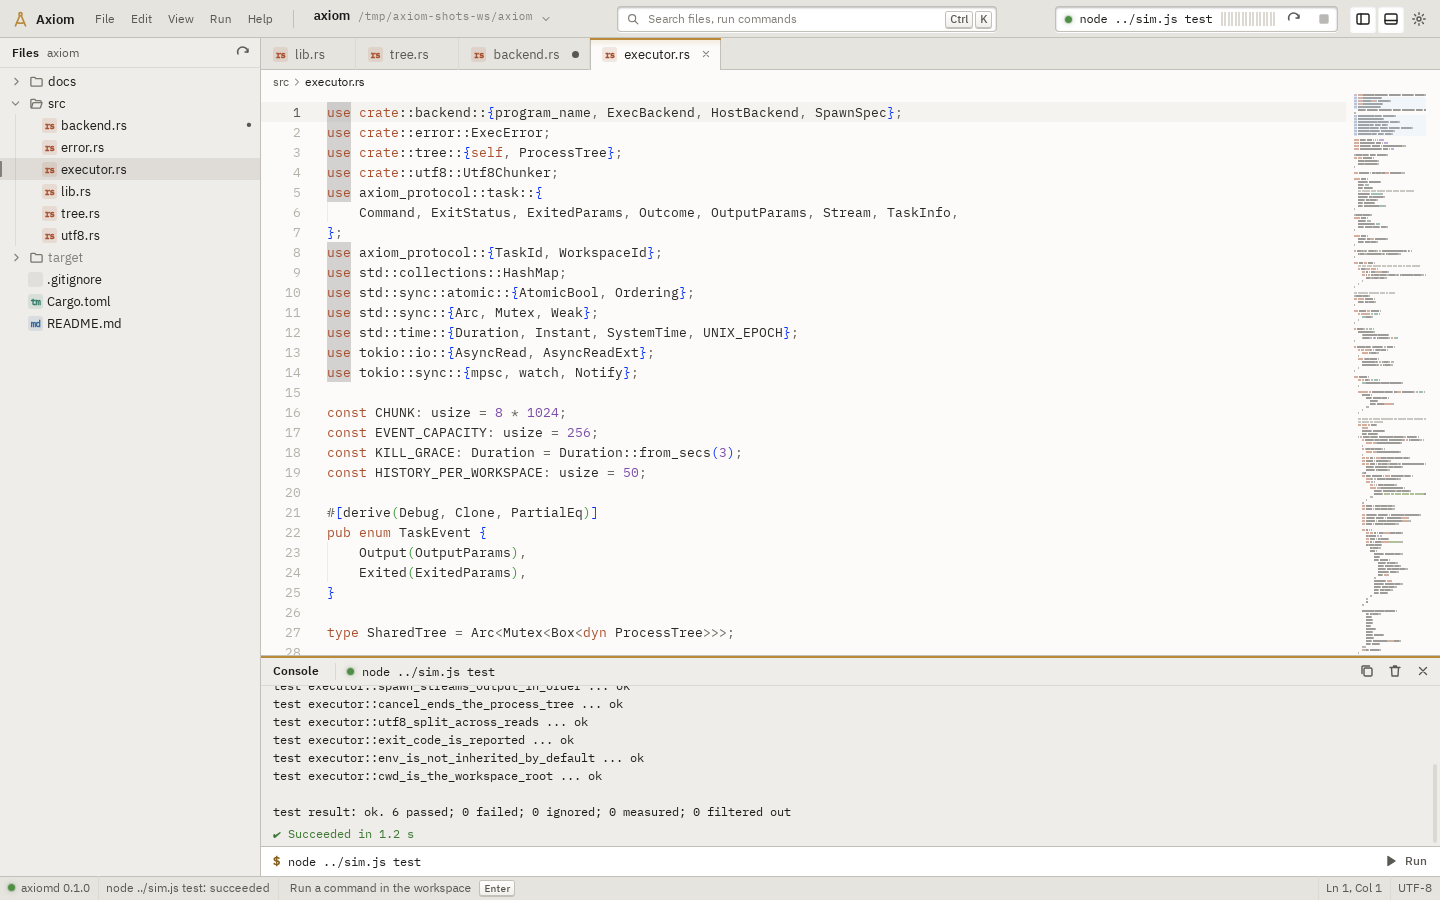 Axiom File Edit View Run Help axiom /tmp/axiom-shots-ws/axiom Search files, run commands Ctrl K node ../sim.js test
Files axiom
docs
src
backend.rs
error.rs
executor.rs
lib.rs
tree.rs
utf8.rs
target
.gitignore
Cargo.toml
README.md
lib.rs tree.rs backend.rs executor.rs
src > executor.rs
1 use crate::backend::{program_name, ExecBackend, HostBackend, SpawnSpec};
2 use crate::error::ExecError;
3 use crate::tree::{self, ProcessTree};
4 use crate::utf8::Utf8Chunker;
5 use axiom_protocol::task::{
6 Command, ExitStatus, ExitedParams, Outcome, OutputParams, Stream, TaskInfo,
7 };
8 use axiom_protocol::{TaskId, WorkspaceId};
9 use std::collections::HashMap;
10 use std::sync::atomic::{AtomicBool, Ordering};
11 use std::sync::{Arc, Mutex, Weak};
12 use std::time::{Duration, Instant, SystemTime, UNIX_EPOCH};
13 use tokio::io::{AsyncRead, AsyncReadExt};
14 use tokio::sync::{mpsc, watch, Notify};
15
16 const CHUNK: usize = 8 * 1024;
17 const EVENT_CAPACITY: usize = 256;
18 const KILL_GRACE: Duration = Duration::from_secs(3);
19 const HISTORY_PER_WORKSPACE: usize = 50;
20
21 #[derive(Debug, Clone, PartialEq)]
22 pub enum TaskEvent {
23 Output(OutputParams),
24 Exited(ExitedParams),
25 }
26
27 type SharedTree = Arc<Mutex<Box<dyn ProcessTree>>>;
28
Console node ../sim.js test
test executor::spawn_streams_output_in_order ... ok
test executor::cancel_ends_the_process_tree ... ok
test executor::utf8_split_across_reads ... ok
test executor::exit_code_is_reported ... ok
test executor::env_is_not_inherited_by_default ... ok
test executor::cwd_is_the_workspace_root ... ok
test result: ok. 6 passed; 0 failed; 0 ignored; 0 measured; 0 filtered out
✔ Succeeded in 1.2 s
$ node ../sim.js test Run
axiomd 0.1.0 node ../sim.js test: succeeded Run a command in the workspace Enter Ln 1, Col 1 UTF-8